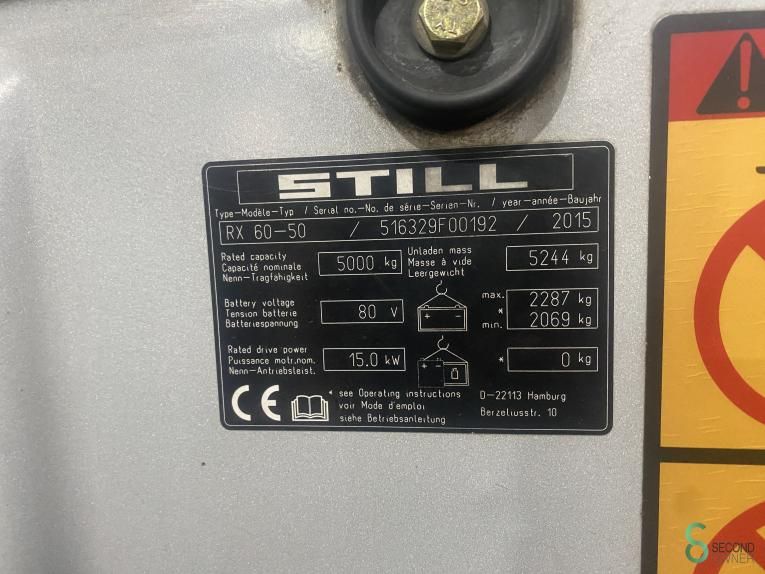 STILL
Type-Modèle-Typ / Serial no.-No. de série-Serien-Nr. / year-année-Baujahr
RX 60-50 / 516329F00192 / 2015
Rated capacity
Capacité nominale
Nenn-Tragfähigkeit
5000 kg
Unladen mass
Masse à vide
Leergewicht
5244 kg
Battery voltage
Tension batterie
Batteriespannung
80 V
+ -
max. 2287 kg
*
min. 2069 kg
Rated drive power
Puissance motr.nom.
Nenn-Antriebsleist.
15.0 kW
+ -
* 0 kg
CE
* see Operating instructions
voir Mode d'emploi
siehe Betriebsanleitung
D-22113 Hamburg
Berzeliusstr. 10
SECOND
OWNER